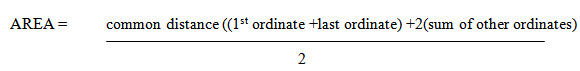 AREA = common distance ((1st ordinate +last ordinate) +2(sum of other ordinates)
2